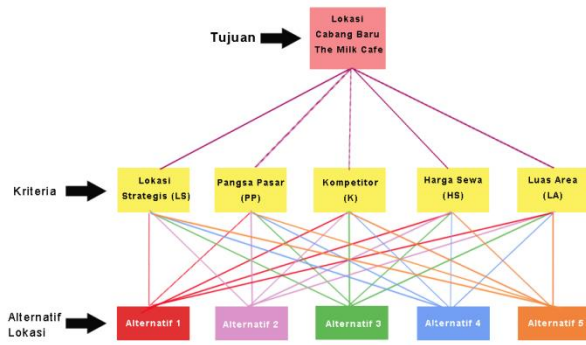 Tujuan
Lokasi
Cabang Baru
The Milk Cafe
Kriteria
Lokasi
Strategis (LS)
Pangsa Pasar
(PP)
Kompetitor
(K)
Harga Sewa
(HS)
Luas Area
(LA)
Alternatif
Lokasi
Alternatif 1
Alternatif 2
Alternatif 3
Alternatif 4
Alternatif 5